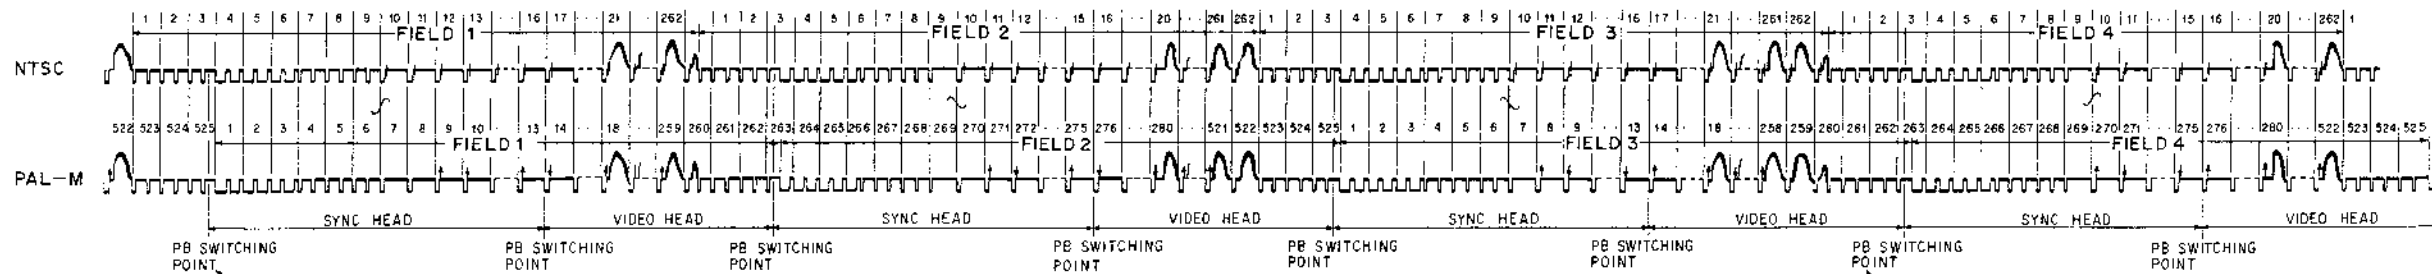 1 2 3 4 5 6 7 8 9 10 11 12 13 ··· 16 17 ··· 21 262 1 2 3 4 5 6 7 8 9 10 11 12 ··· 15 16 ··· 20 ·· 261 262 1 2 3 4 5 6 7 8 9 10 11 12 ··· 16 17 ··· 21 ··· 261 262 1 2 3 4 5 6 7 8 9 10 11 ··· 15 16 ··· 20 ··· 262 1
FIELD 1 FIELD 2 FIELD 3 FIELD 4
NTSC
522 523 524 525 1 2 3 4 5 6 7 8 9 10 ··· 13 14 ··· 18 ··· 259 260 261 262 263 264 265 266 267 268 269 270 271 272 ··· 275 276 ··· 280 ··· 521 522 523 524 525 1 2 3 4 5 6 7 8 9 ··· 13 14 ··· 18 ··· 258 259 260 261 262 263 264 265 266 267 268 269 270 271 ··· 275 276 ··· 280 ··· 522 523 524 525
FIELD 1 FIELD 2 FIELD 3 FIELD 4
PAL-M
SYNC HEAD VIDEO HEAD SYNC HEAD VIDEO HEAD SYNC HEAD VIDEO HEAD SYNC HEAD VIDEO HEAD
PB SWITCHING PB SWITCHING PB SWITCHING PB SWITCHING PB SWITCHING PB SWITCHING PB SWITCHING PB SWITCHING
POINT POINT POINT POINT POINT POINT POINT POINT